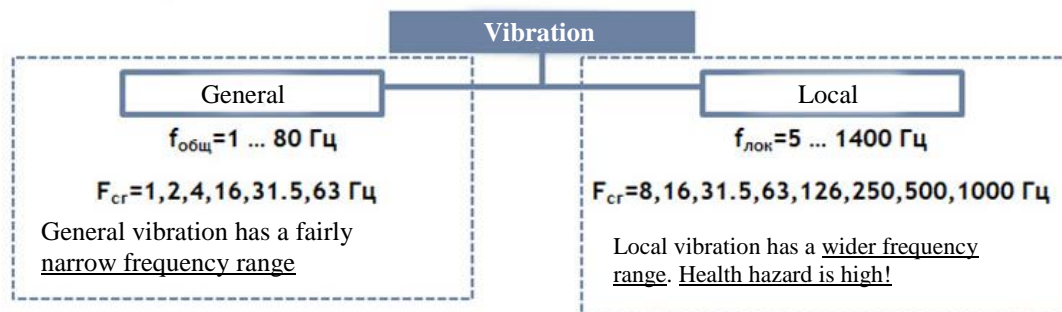 Vibration
General
fобщ=1 ... 80 Гц
Fсг=1,2,4,16,31.5,63 Гц
General vibration has a fairly
narrow frequency range
Local
fлок=5 ... 1400 Гц
Fсг=8,16,31.5,63,126,250,500,1000 Гц
Local vibration has a wider frequency
range. Health hazard is high!